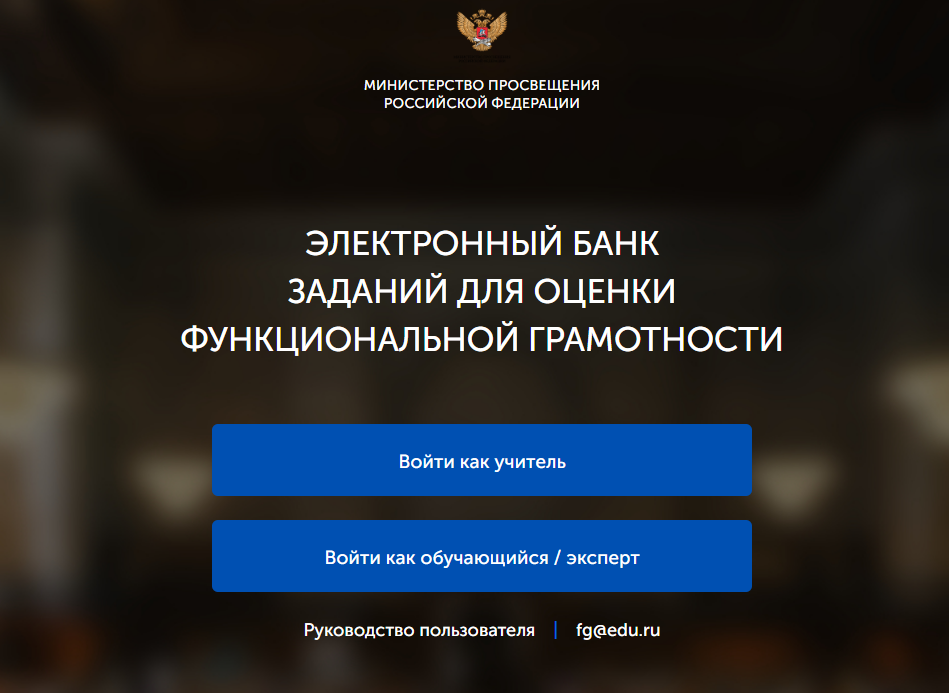 МИНИСТЕРСТВО ПРОСВЕЩЕНИЯ
РОССИЙСКОЙ ФЕДЕРАЦИИ
ЭЛЕКТРОННЫЙ БАНК
ЗАДАНИЙ ДЛЯ ОЦЕНКИ
ФУНКЦИОНАЛЬНОЙ ГРАМОТНОСТИ
Войти как учитель
Войти как обучающийся / эксперт
Руководство пользователя | fg@edu.ru